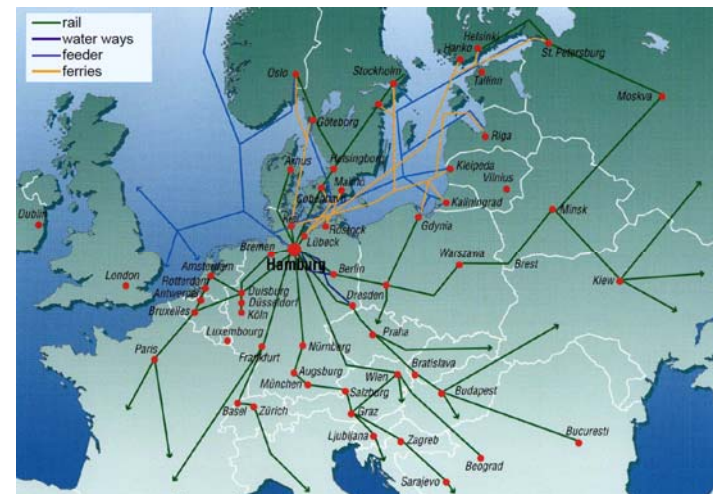 rail
water ways
feeder
ferries
Helsinki
Hanko
St. Petersburg
Oslo
Stockholm
Tallinn
Moskva
Göteborg
Riga
Århus
Helsingborg
Klaipeda
Malmö
Vilnius
Kaliningrad
Dublin
Minsk
Kiel
Rostock
Gdynia
Lübeck
Bremen
Hamburg
Warszawa
Brest
Amsterdam
Berlin
London
Rotterdam
Kiew
Antwerpen
Duisburg
Dresden
Bruxelles
Düsseldorf
Köln
Luxembourg
Praha
Paris
Frankfurt
Nürnberg
Augsburg
Wien
Bratislava
München
Salzburg
Budapest
Basel
Zürich
Graz
Bucuresti
Ljubljana
Zagreb
Beograd
Sarajevo